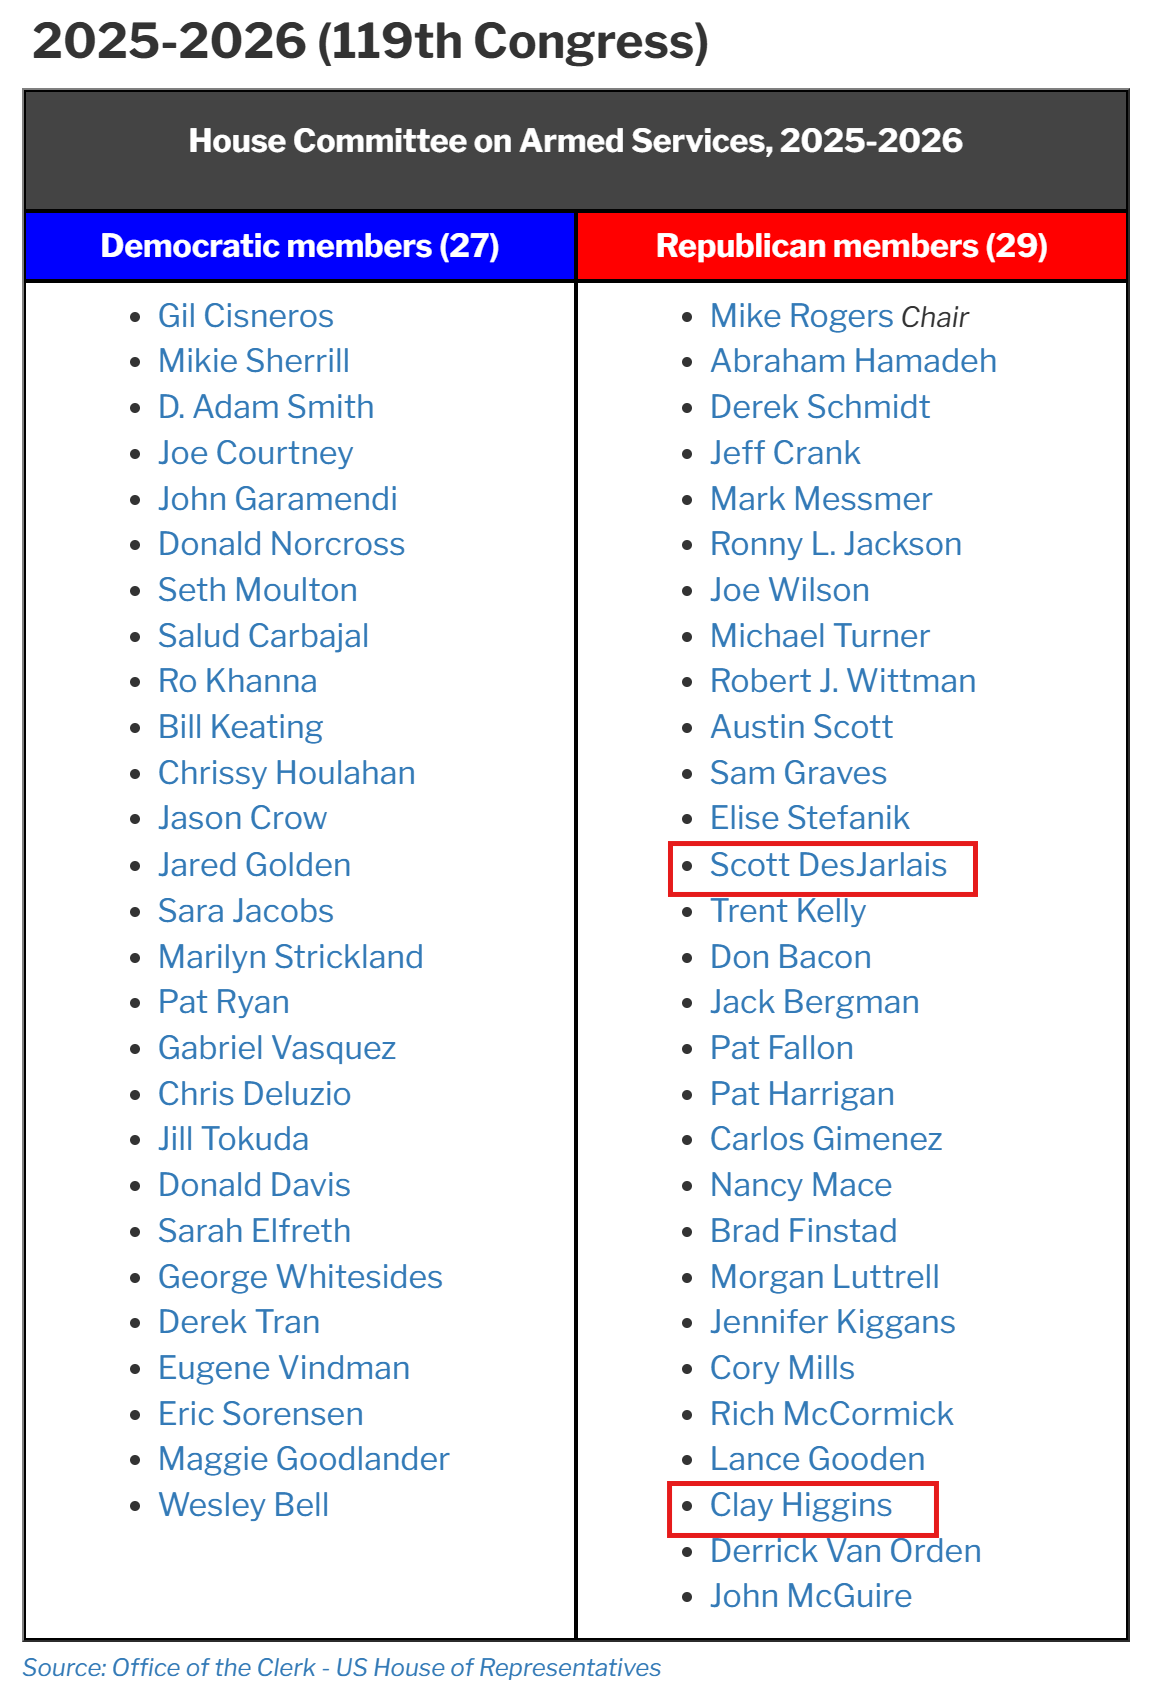 2025-2026 (119th Congress)
House Committee on Armed Services, 2025-2026
Democratic members (27)
Gil Cisneros
Mikie Sherrill
D. Adam Smith
Joe Courtney
John Garamendi
Donald Norcross
Seth Moulton
Salud Carbajal
Ro Khanna
Bill Keating
Chrissy Houlahan
Jason Crow
Jared Golden
Sara Jacobs
Marilyn Strickland
Pat Ryan
Gabriel Vasquez
Chris Deluzio
Jill Tokuda
Donald Davis
Sarah Elfreth
George Whitesides
Derek Tran
Eugene Vindman
Eric Sorensen
Maggie Goodlander
Wesley Bell
Republican members (29)
Mike Rogers Chair
Abraham Hamadeh
Derek Schmidt
Jeff Crank
Mark Messmer
Ronny L. Jackson
Joe Wilson
Michael Turner
Robert J. Wittman
Austin Scott
Sam Graves
Elise Stefanik
Scott DesJarlais
Trent Kelly
Don Bacon
Jack Bergman
Pat Fallon
Pat Harrigan
Carlos Gimenez
Nancy Mace
Brad Finstad
Morgan Luttrell
Jennifer Kiggans
Cory Mills
Rich McCormick
Lance Gooden
Clay Higgins
Derrick Van Orden
John McGuire
Source: Office of the Clerk - US House of Representatives